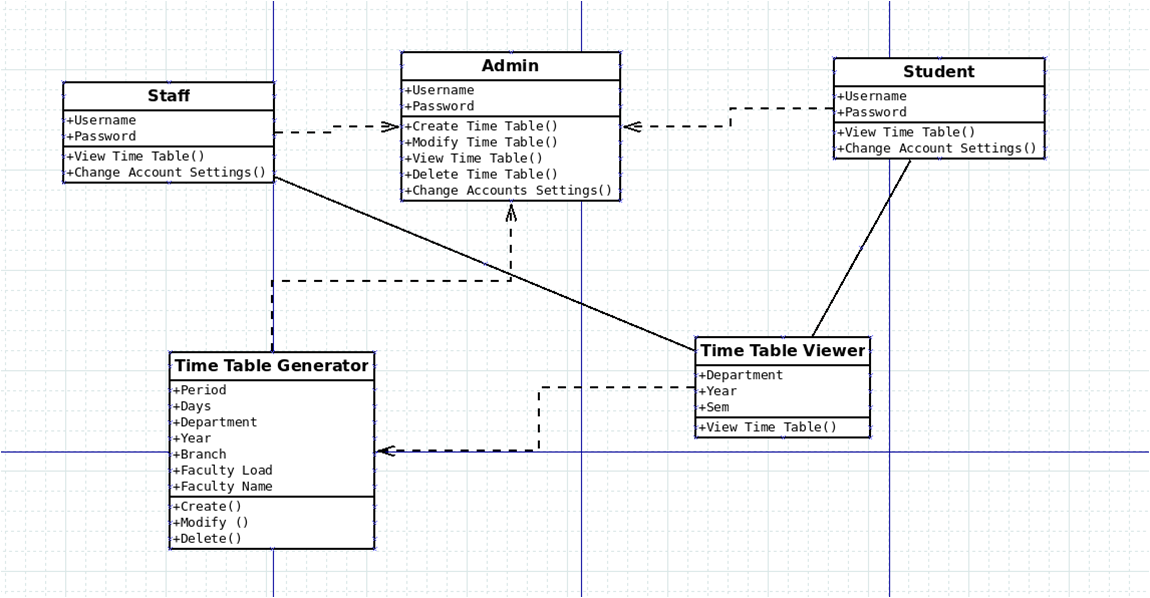 Staff
+Username
+Password
+View Time Table()
+Change Account Settings()
Admin
+Username
+Password
+Create Time Table()
+Modify Time Table()
+View Time Table()
+Delete Time Table()
+Change Accounts Settings()
Student
+Username
+Password
+View Time Table()
+Change Account Settings()
Time Table Generator
+Period
+Days
+Department
+Year
+Branch
+Faculty Load
+Faculty Name
+Create()
+Modify ()
+Delete()
Time Table Viewer
+Department
+Year
+Sem
+View Time Table()